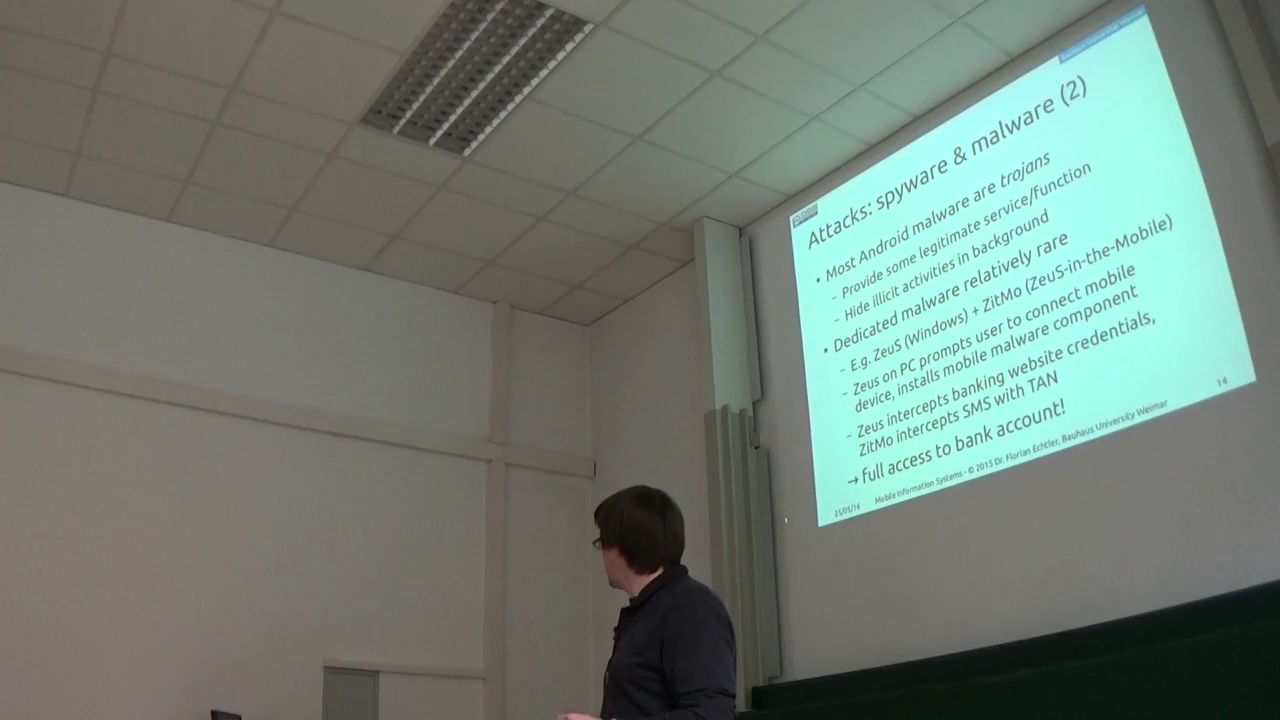 Attacks: spyware & malware (2)
• Most Android malware are trojans
– Provide some legitimate service/function
– Hide illicit activities in background
• Dedicated malware relatively rare
– E.g. ZeuS (Windows) + ZitMo (ZeuS-in-the-Mobile)
– Zeus on PC prompts user to connect mobile
device, installs mobile malware component
– Zeus intercepts banking website credentials,
ZitMo intercepts SMS with TAN
→ full access to bank account!
25/05/16
Mobile Information Systems - © 2015 Dr. Florian Echtler, Bauhaus University Weimar
14